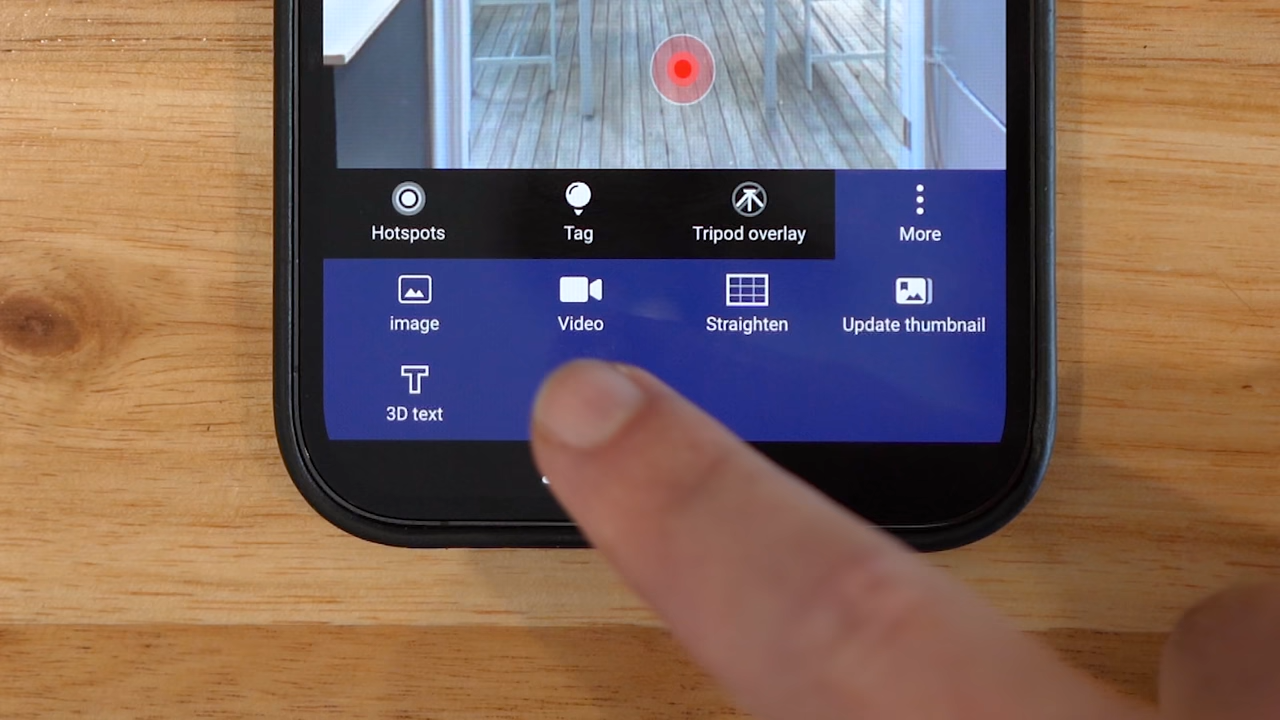 Hotspots Tag Tripod overlay More
image Video Straighten Update thumbnail
3D text